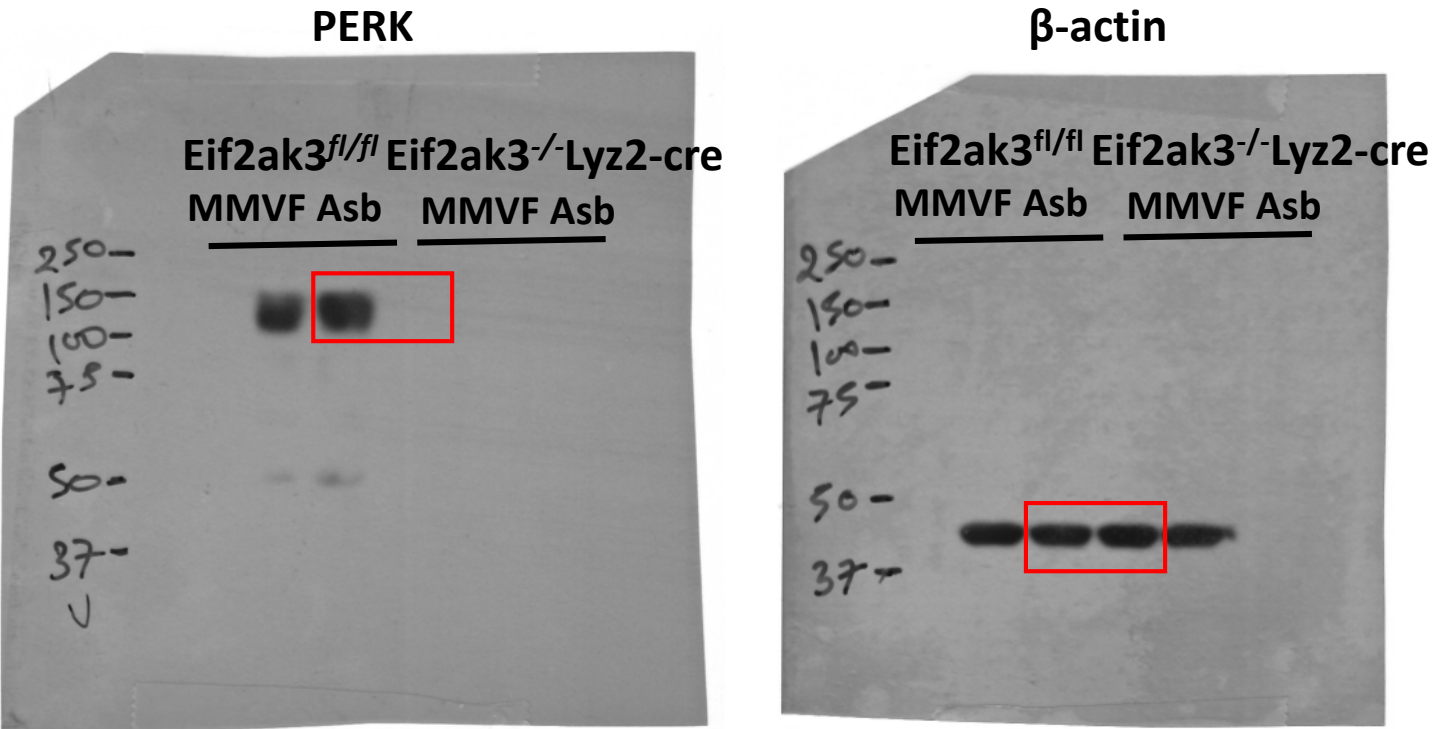 PERK
Eif2ak3fl/fl Eif2ak3-/-Lyz2-cre
MMVF Asb MMVF Asb
250-
150-
100-
75-
50-
37-
V
β-actin
Eif2ak3fl/fl Eif2ak3-/-Lyz2-cre
MMVF Asb MMVF Asb
250-
150-
100-
75-
50-
37-